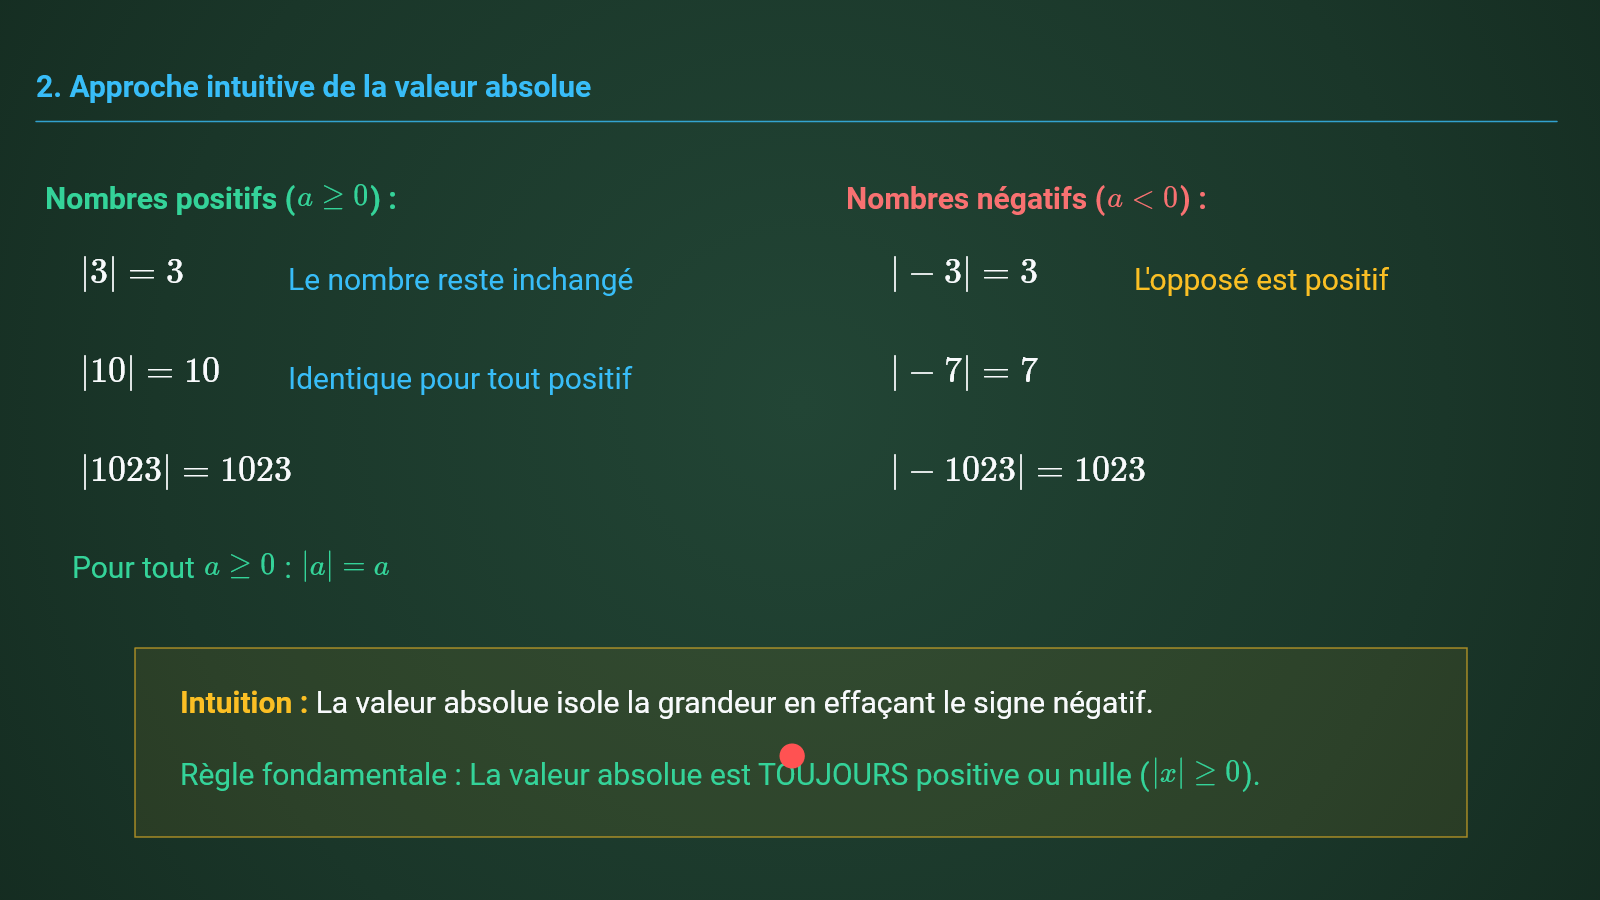 2. Approche intuitive de la valeur absolue
Nombres positifs (a ≥ 0) :
|3| = 3 Le nombre reste inchangé
|10| = 10 Identique pour tout positif
|1023| = 1023
Pour tout a ≥ 0 : |a| = a
Nombres négatifs (a < 0) :
| − 3| = 3 L'opposé est positif
| − 7| = 7
| − 1023| = 1023
Intuition : La valeur absolue isole la grandeur en effaçant le signe négatif.
Règle fondamentale : La valeur absolue est TOUJOURS positive ou nulle (|x| ≥ 0).